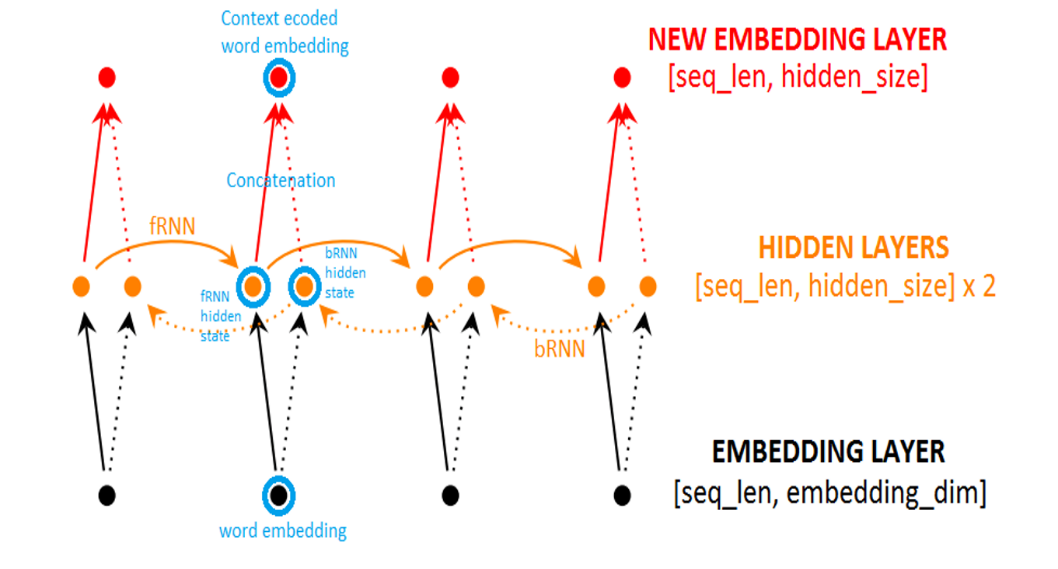 Context ecoded
word embedding
NEW EMBEDDING LAYER
[seq_len, hidden_size]
Concatenation
fRNN
bRNN
hidden
state
HIDDEN LAYERS
[seq_len, hidden_size] x 2
fRNN
hidden
state
bRNN
EMBEDDING LAYER
[seq_len, embedding_dim]
word embedding